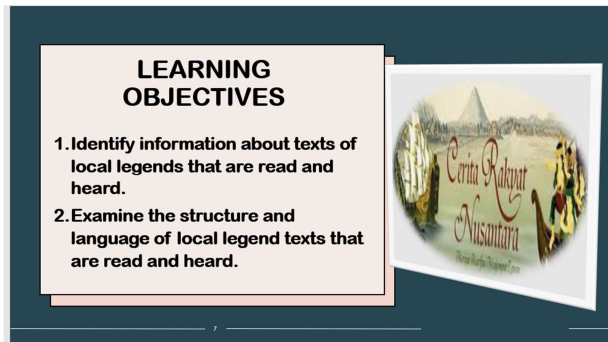 LEARNING
OBJECTIVES
1.Identify information about texts of
local legends that are read and
heard.
2.Examine the structure and
language of local legend texts that
are read and heard.
Cerita Rakyat
Nusantara
7